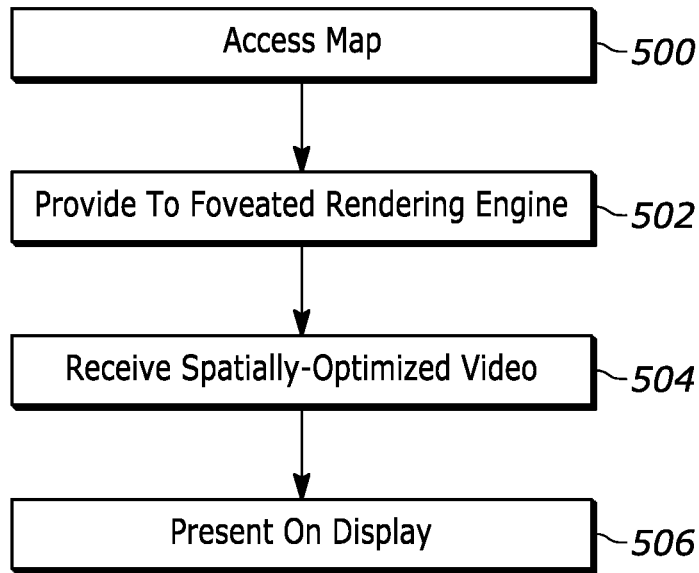 Access Map
500
Provide To Foveated Rendering Engine
502
Receive Spatially-Optimized Video
504
Present On Display
506